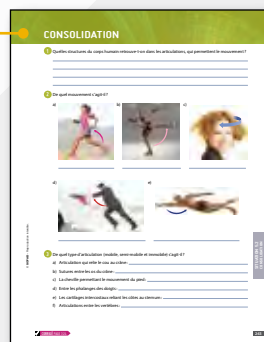 CONSOLIDATION
1 Quelles structures du corps humain retrouve-t-on dans les articulations, qui permettent le mouvement?
2 De quel mouvement s'agit-il?
a) b) c)
d) e)
3 De quel type d'articulation (mobile, semi-mobile et immobile) s'agit-il?
a) Articulation qui relie le cou au crâne:
b) Sutures entre les os du crâne:
c) La cheville permettant le mouvement du pied:
d) Entre les phalanges des doigts:
e) Les cartilages intercostaux reliant les côtes au sternum:
f) Articulations entre les vertèbres: